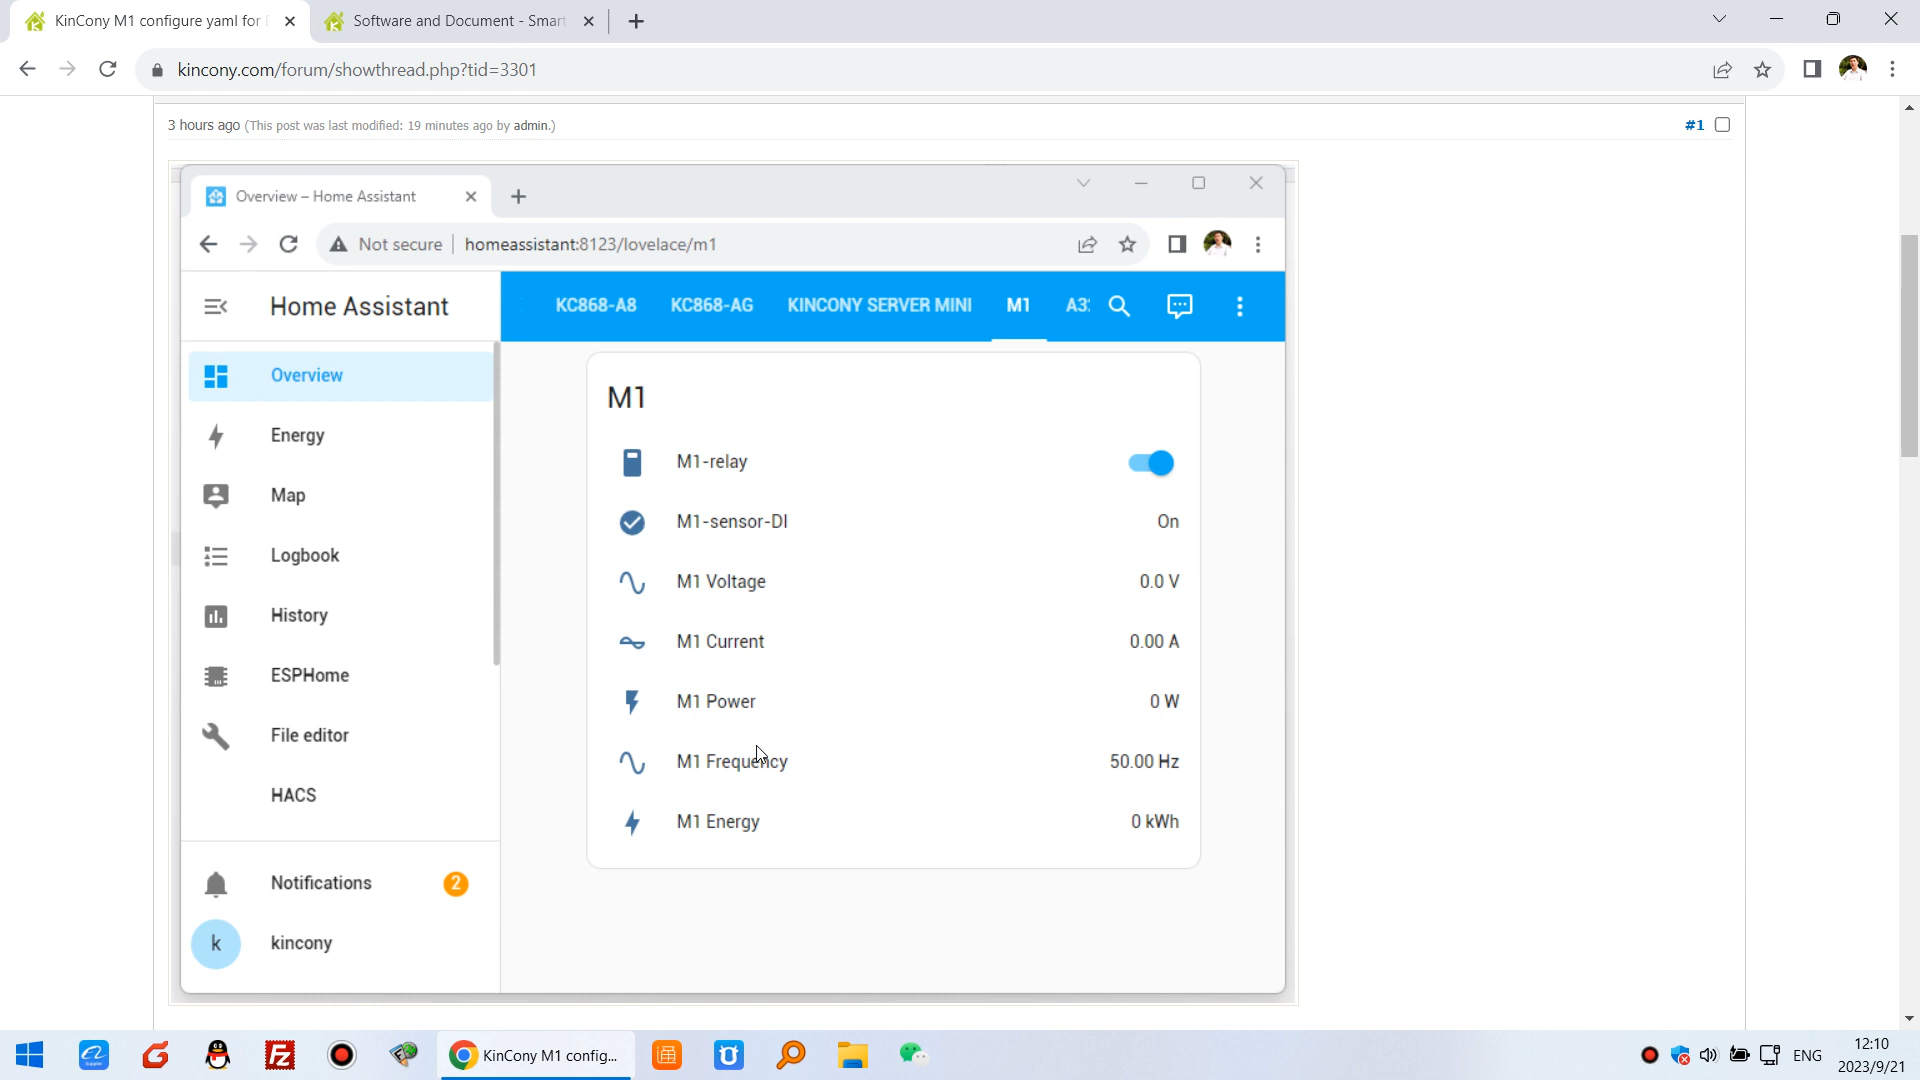 KinCony M1 configure yaml for
Software and Document - Smar
kincony.com/forum/showthread.php?tid=3301
3 hours ago (This post was last modified: 19 minutes ago by admin.)
#1
Overview – Home Assistant
Not secure
homeassistant:8123/lovelace/m1
Home Assistant
KC868-A8
KC868-AG
KINCONY SERVER MINI
M1
Overview
Energy
Map
Logbook
History
ESPHome
File editor
HACS
Notifications
2
k
kincony
M1
M1-relay
M1-sensor-DI
On
M1 Voltage
0.0 V
M1 Current
0.00 A
M1 Power
0 W
M1 Frequency
50.00 Hz
M1 Energy
0 kWh
KinCony M1 config...
ENG
12:10
2023/9/21